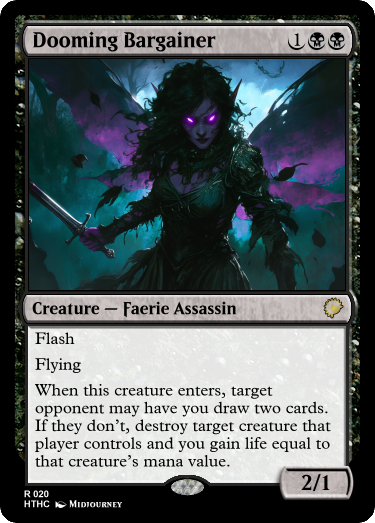 Dooming Bargainer 1
Creature — Faerie Assassin
Flash
Flying
When this creature enters, target
opponent may have you draw two cards.
If they don't, destroy target creature that
player controls and you gain life equal to
that creature's mana value.
2/1
R 020
HTHC Midjourney